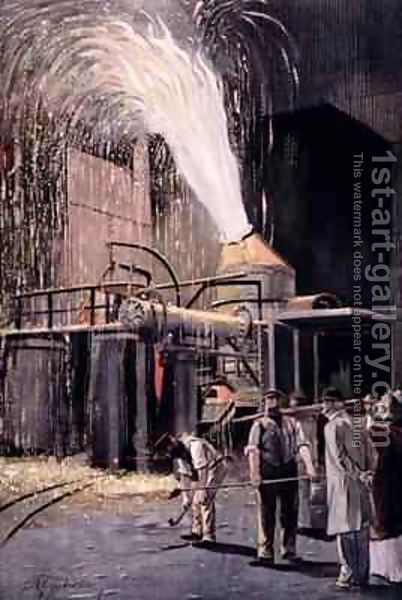 1st-art-gallery.com
This watermark does not appear on the painting